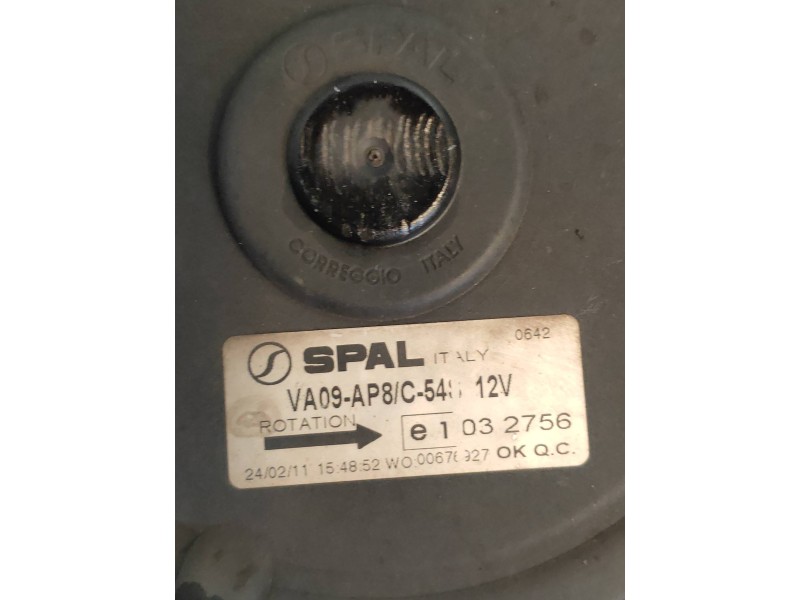 SPAL
CORREGGIO ITALY
0642
SPAL ITALY
12V
ROTATION
e 1 03 2756
24/02/11 15:48:52 OK Q.C.